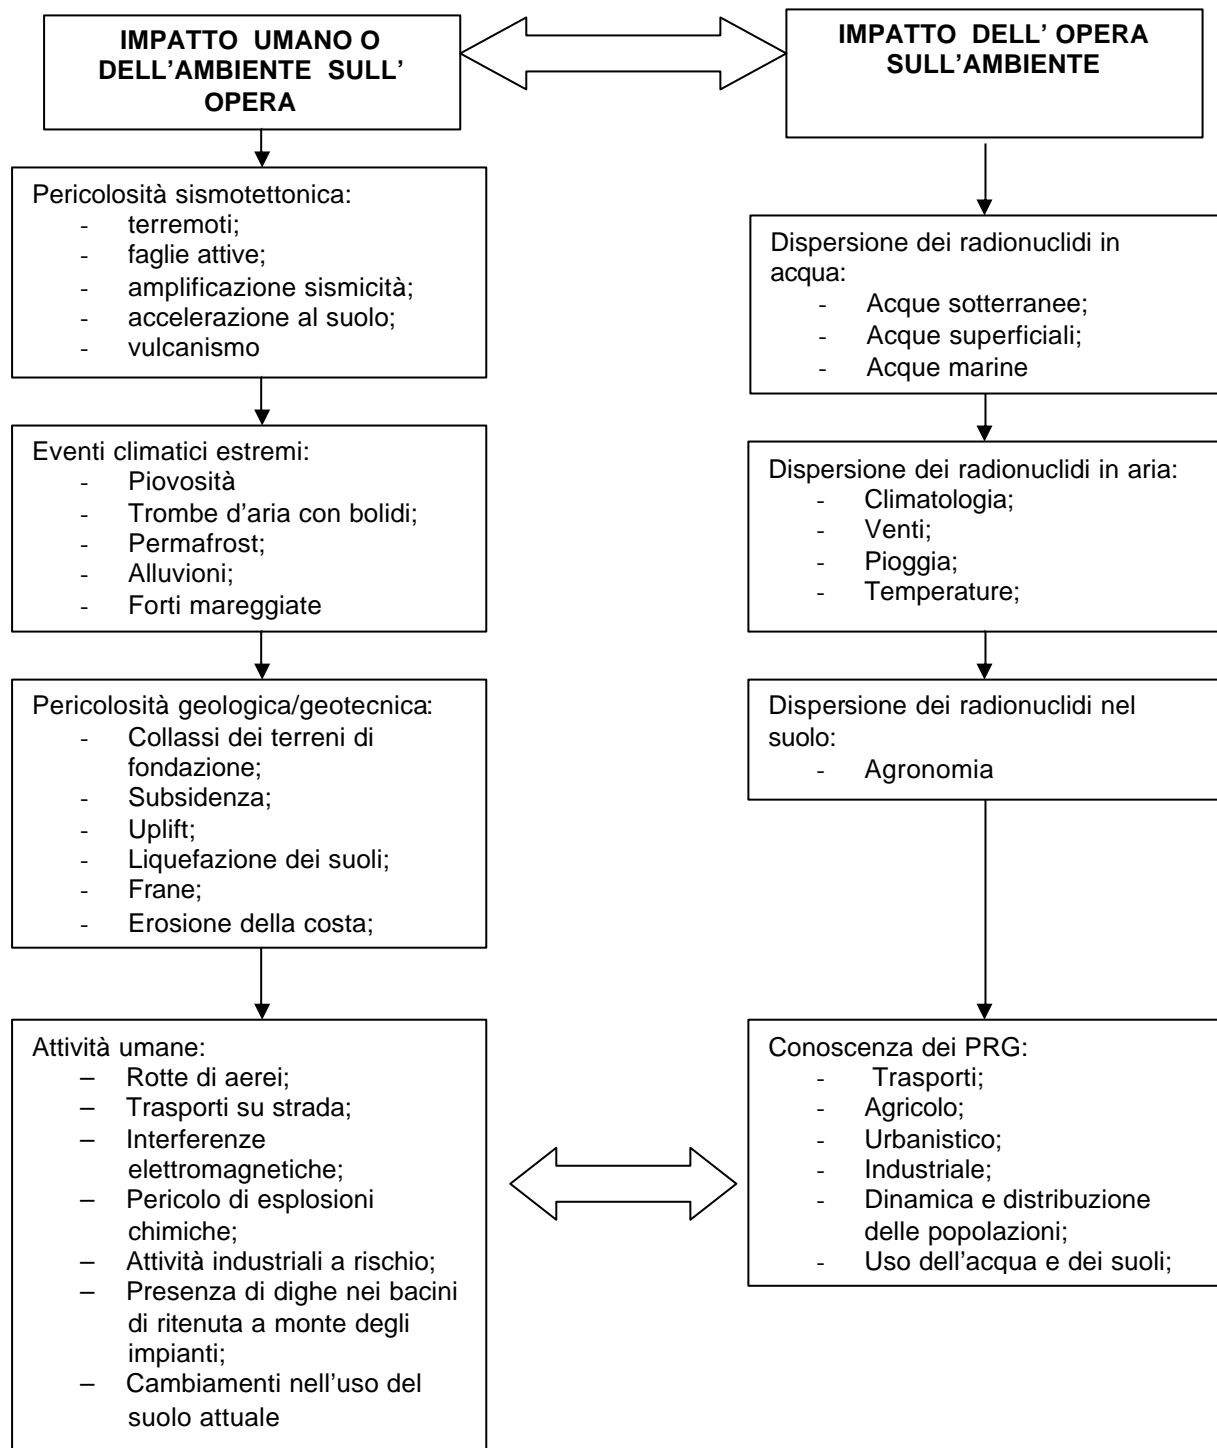 IMPATTO UMANO O
DELL'AMBIENTE SULL'
OPERA
Pericolosità sismotettonica:
- terremoti;
- faglie attive;
- amplificazione sismicità;
- accelerazione al suolo;
- vulcanismo
Eventi climatici estremi:
- Piovosità
- Trombe d'aria con bolidi;
- Permafrost;
- Alluvioni;
- Forti mareggiate
Pericolosità geologica/geotecnica:
- Collassi dei terreni di
fondazione;
- Subsidenza;
- Uplift;
- Liquefazione dei suoli;
- Frane;
- Erosione della costa;
Attività umane:
– Rotte di aerei;
– Trasporti su strada;
– Interferenze
elettromagnetiche;
– Pericolo di esplosioni
chimiche;
– Attività industriali a rischio;
– Presenza di dighe nei bacini
di ritenuta a monte degli
impianti;
– Cambiamenti nell'uso del
suolo attuale
IMPATTO DELL' OPERA
SULL'AMBIENTE
Dispersione dei radionuclidi in
acqua:
- Acque sotterranee;
- Acque superficiali;
- Acque marine
Dispersione dei radionuclidi in aria:
- Climatologia;
- Venti;
- Pioggia;
- Temperature;
Dispersione dei radionuclidi nel
suolo:
- Agronomia
Conoscenza dei PRG:
- Trasporti;
- Agricolo;
- Urbanistico;
- Industriale;
- Dinamica e distribuzione
delle popolazioni;
- Uso dell'acqua e dei suoli;